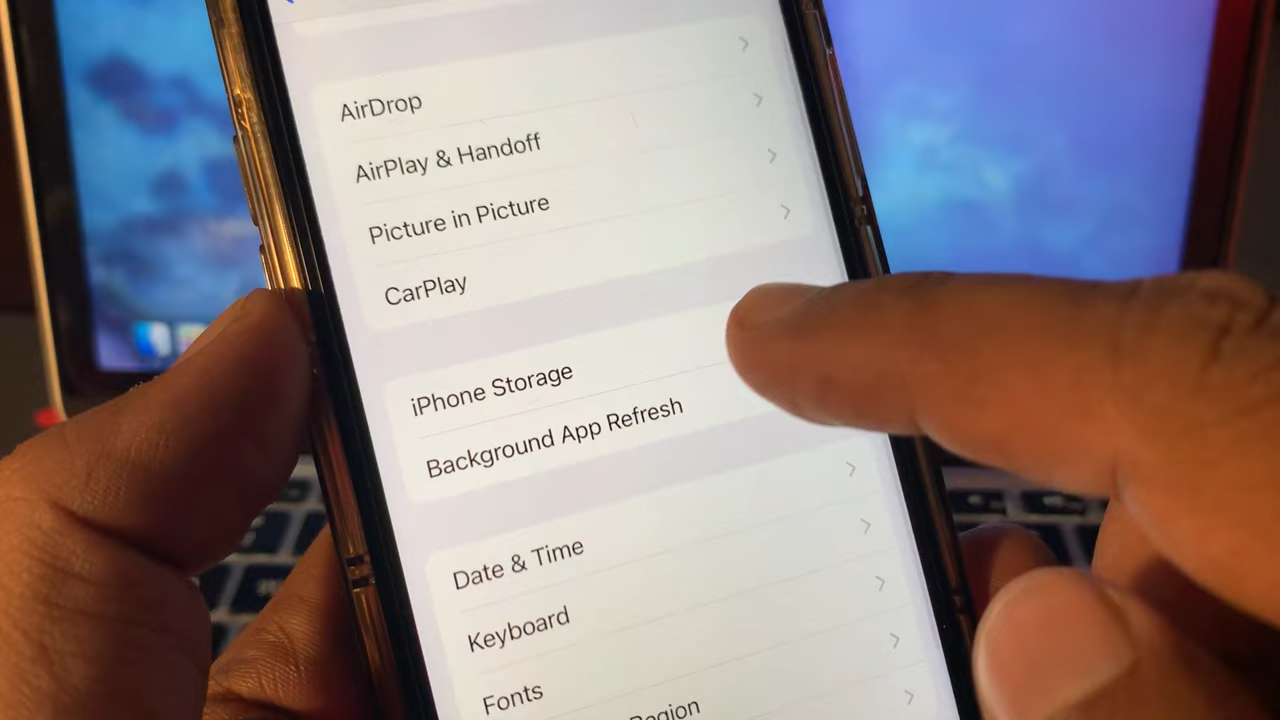 AirDrop
AirPlay & Handoff
Picture in Picture
CarPlay
iPhone Storage
Background App Refresh
Date & Time
Keyboard
Fonts
Region